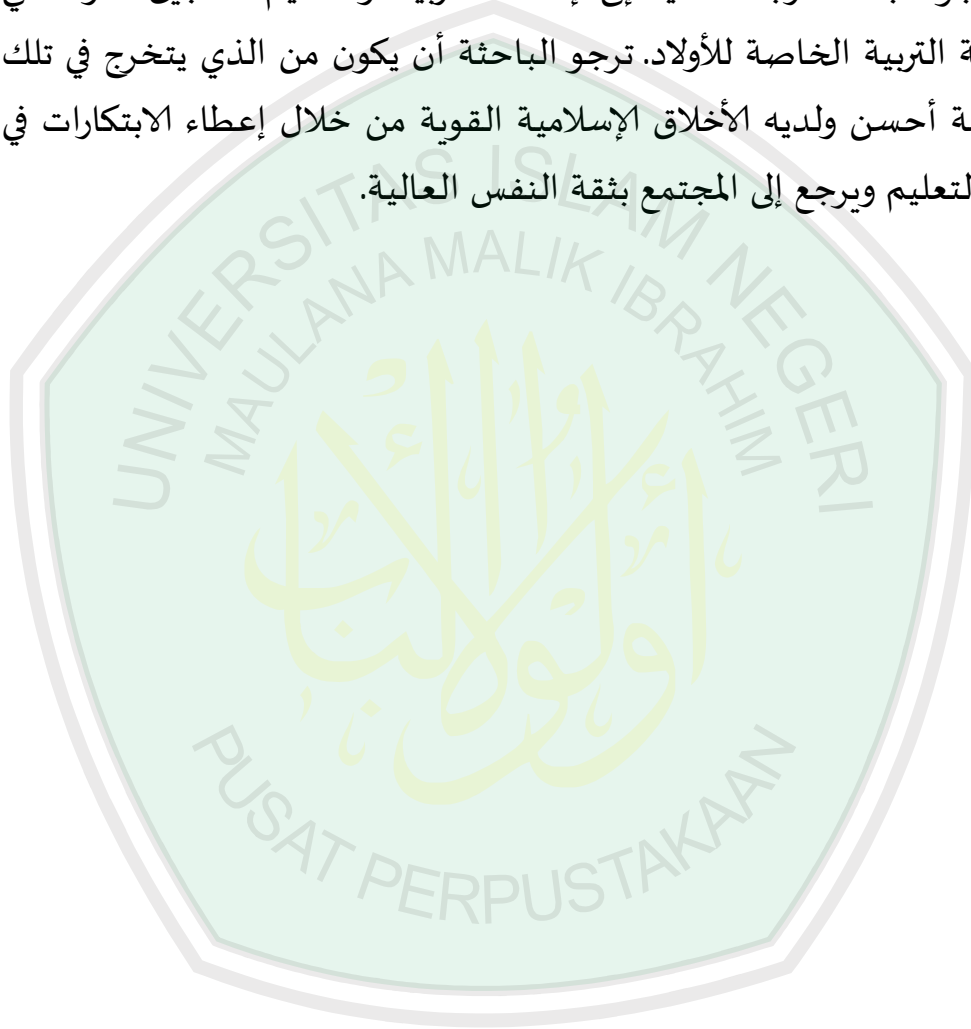 ة التربية الخاصة للأولاد. ترجو الباحثة أن يكون من الذي يتخرج في تلك
ة أحسن ولديه الأخلاق الإسلامية القوية من خلال إعطاء الابتكارات في
لتعليم ويرجع إلى المجتمع بثقة النفس العالية.
UNIVERSITAS ISLAM NEGERI
MAULANA MALIK IBRAHIM
PUSAT PERPUSTAKAAN